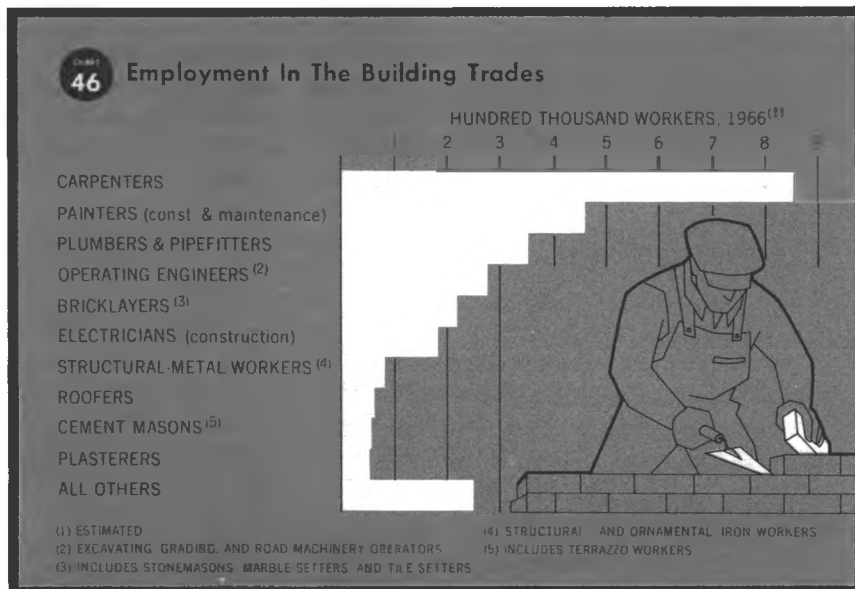 CHART
46
Employment In The Building Trades
HUNDRED THOUSAND WORKERS, 1966(1)
1 2 3 4 5 6 7 8 9
CARPENTERS
PAINTERS (const. & maintenance)
PLUMBERS & PIPEFITTERS
OPERATING ENGINEERS (2)
BRICKLAYERS (3)
ELECTRICIANS (construction)
STRUCTURAL-METAL WORKERS (4)
ROOFERS
CEMENT MASONS (5)
PLASTERERS
ALL OTHERS
(1) ESTIMATED
(2) EXCAVATING, GRADING, AND ROAD MACHINERY OPERATORS
(3) INCLUDES STONEMASONS, MARBLE SETTERS AND TILE SETTERS
(4) STRUCTURAL AND ORNAMENTAL IRON WORKERS
(5) INCLUDES TERRAZZO WORKERS